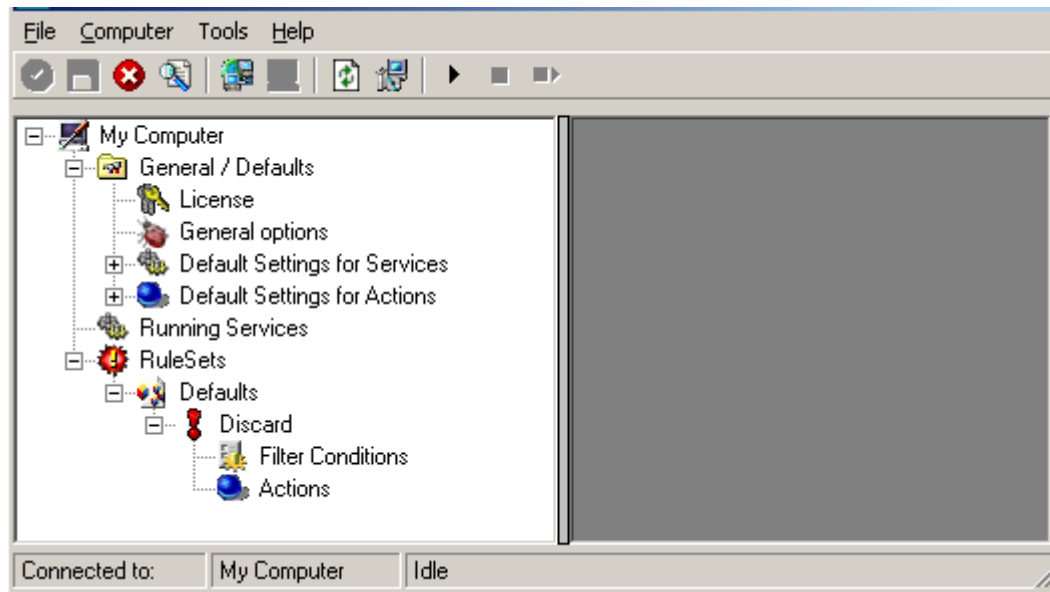 File Computer Tools Help
My Computer
General / Defaults
License
General options
Default Settings for Services
Default Settings for Actions
Running Services
RuleSets
Defaults
Discard
Filter Conditions
Actions
Connected to: My Computer Idle